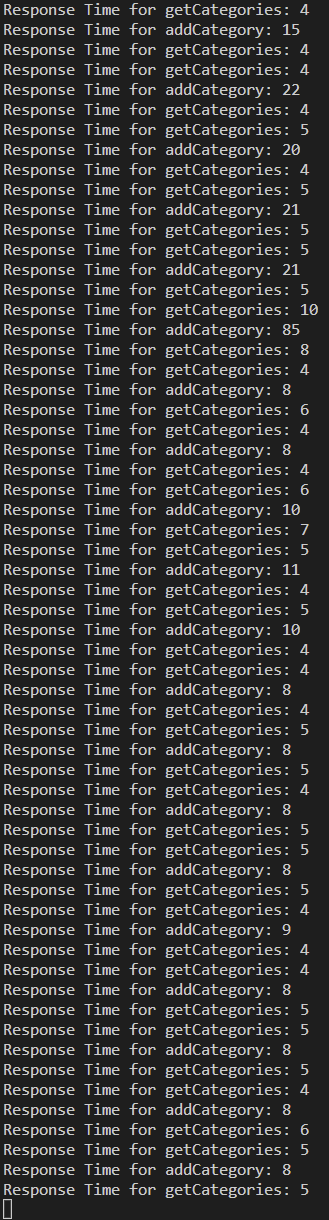 Response Time for getCategories: 4
Response Time for addCategory: 15
Response Time for getCategories: 4
Response Time for getCategories: 4
Response Time for addCategory: 22
Response Time for getCategories: 4
Response Time for getCategories: 5
Response Time for addCategory: 20
Response Time for getCategories: 4
Response Time for getCategories: 5
Response Time for addCategory: 21
Response Time for getCategories: 5
Response Time for getCategories: 5
Response Time for addCategory: 21
Response Time for getCategories: 5
Response Time for getCategories: 10
Response Time for addCategory: 85
Response Time for getCategories: 8
Response Time for getCategories: 4
Response Time for addCategory: 8
Response Time for getCategories: 6
Response Time for getCategories: 4
Response Time for addCategory: 8
Response Time for getCategories: 4
Response Time for getCategories: 6
Response Time for addCategory: 10
Response Time for getCategories: 7
Response Time for getCategories: 5
Response Time for addCategory: 11
Response Time for getCategories: 4
Response Time for getCategories: 5
Response Time for addCategory: 10
Response Time for getCategories: 4
Response Time for getCategories: 4
Response Time for addCategory: 8
Response Time for getCategories: 4
Response Time for getCategories: 5
Response Time for addCategory: 8
Response Time for getCategories: 5
Response Time for getCategories: 4
Response Time for addCategory: 8
Response Time for getCategories: 5
Response Time for getCategories: 5
Response Time for addCategory: 8
Response Time for getCategories: 5
Response Time for getCategories: 4
Response Time for addCategory: 9
Response Time for getCategories: 4
Response Time for getCategories: 4
Response Time for addCategory: 8
Response Time for getCategories: 5
Response Time for getCategories: 5
Response Time for addCategory: 8
Response Time for getCategories: 5
Response Time for getCategories: 4
Response Time for addCategory: 8
Response Time for getCategories: 6
Response Time for getCategories: 5
Response Time for addCategory: 8
Response Time for getCategories: 5